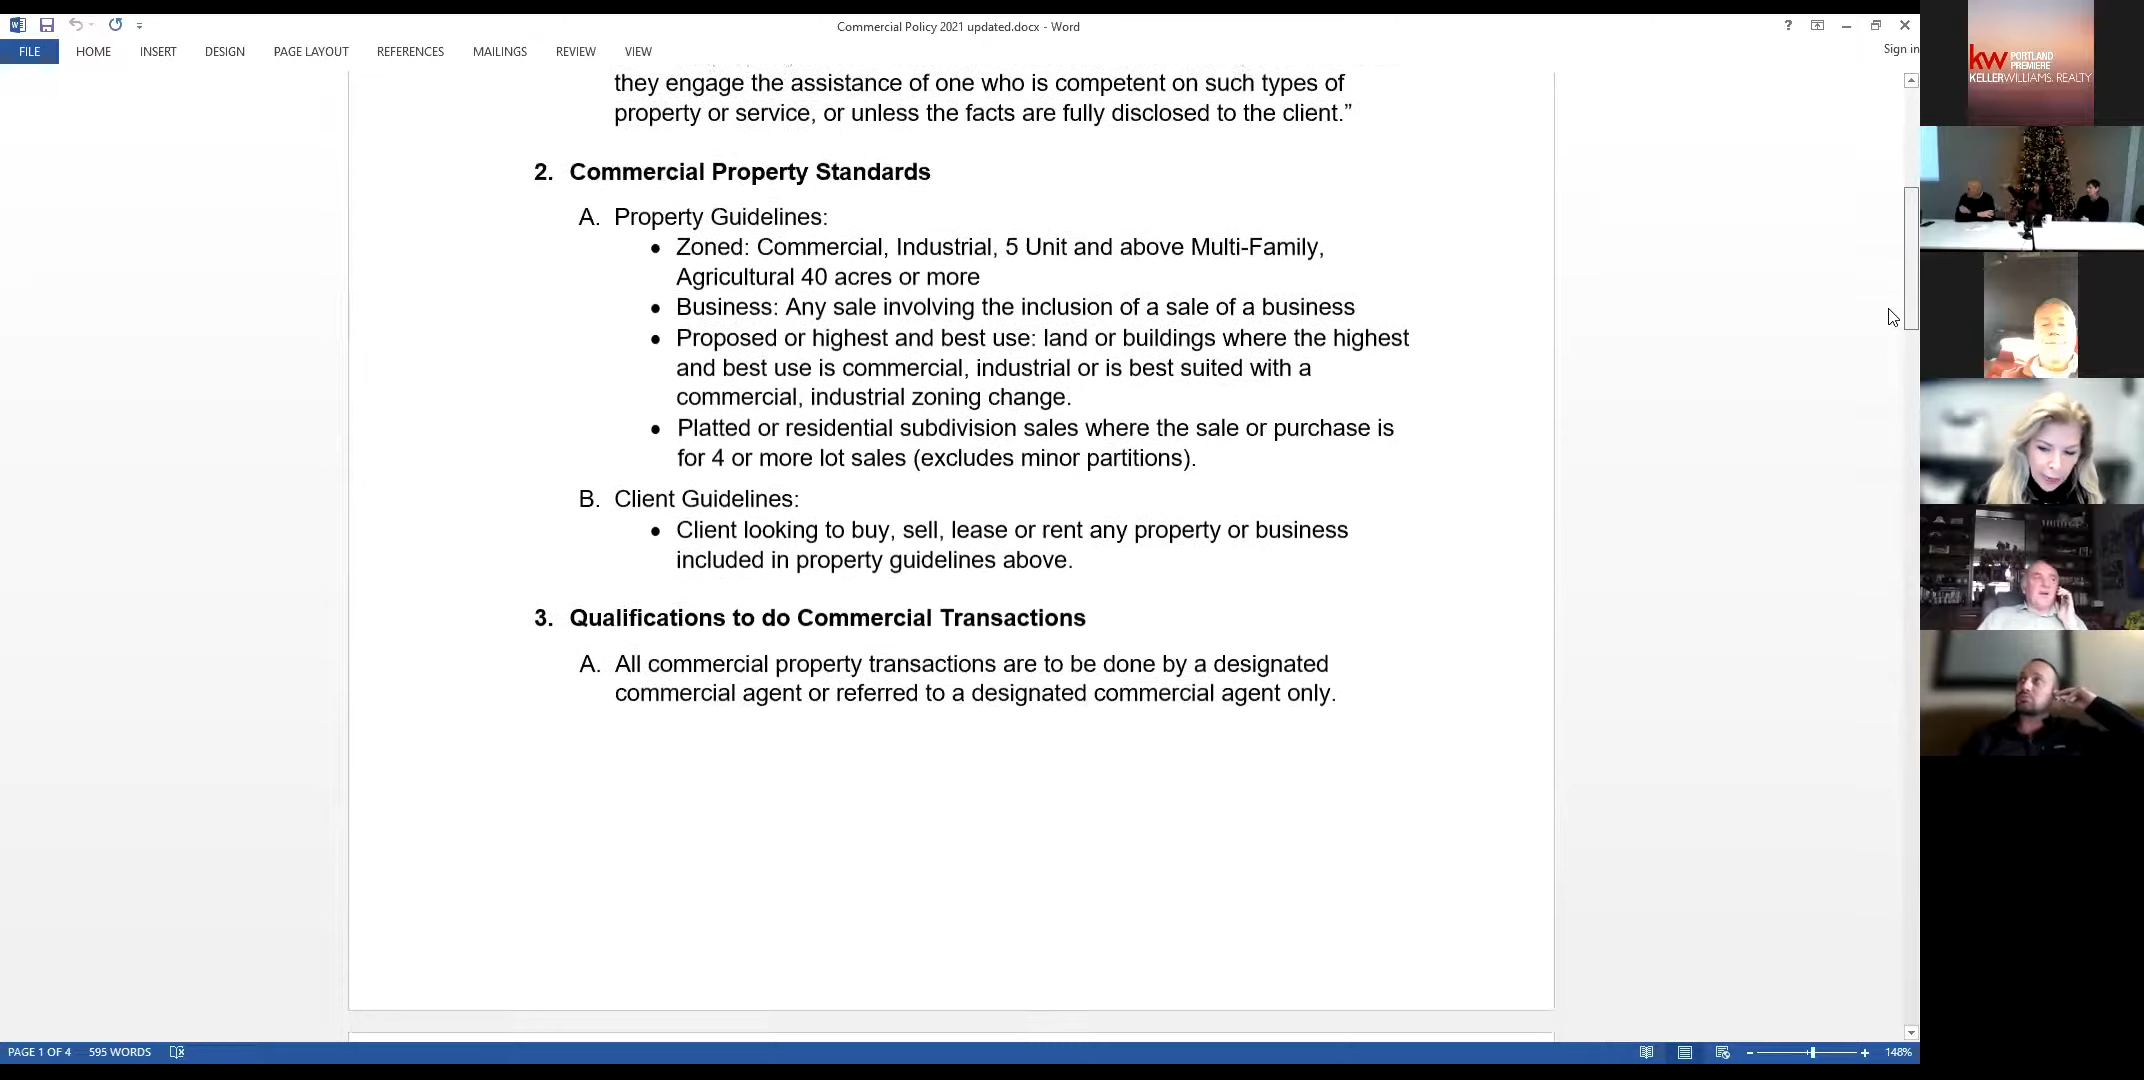 Commercial Policy 2021 updated.docx - Word
?
FILE HOME INSERT DESIGN PAGE LAYOUT REFERENCES MAILINGS REVIEW VIEW Sign in
they engage the assistance of one who is competent on such types of
property or service, or unless the facts are fully disclosed to the client.”
2. Commercial Property Standards
A. Property Guidelines:
• Zoned: Commercial, Industrial, 5 Unit and above Multi-Family,
Agricultural 40 acres or more
• Business: Any sale involving the inclusion of a sale of a business
• Proposed or highest and best use: land or buildings where the highest
and best use is commercial, industrial or is best suited with a
commercial, industrial zoning change.
• Platted or residential subdivision sales where the sale or purchase is
for 4 or more lot sales (excludes minor partitions).
B. Client Guidelines:
• Client looking to buy, sell, lease or rent any property or business
included in property guidelines above.
3. Qualifications to do Commercial Transactions
A. All commercial property transactions are to be done by a designated
commercial agent or referred to a designated commercial agent only.
PAGE 1 OF 4 595 WORDS 148%
kw PORTLAND
PREMIERE
KELLERWILLIAMS. REALTY